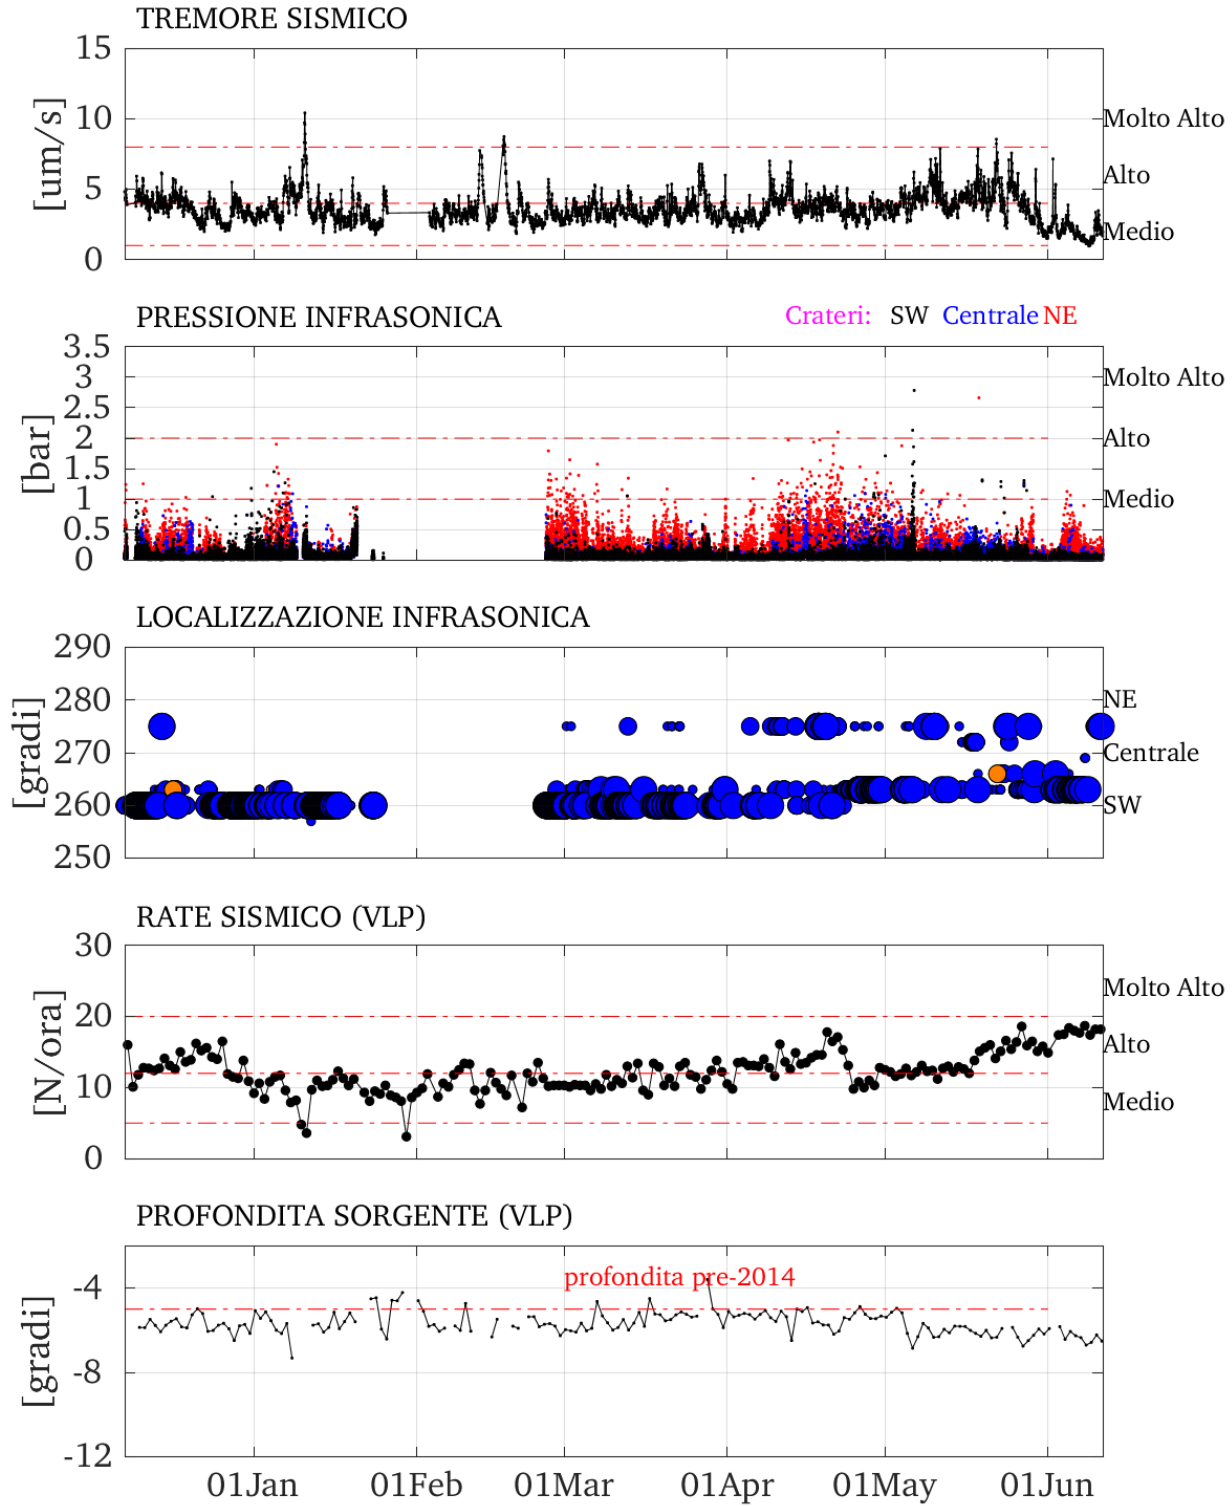 TREMORE SISMICO
15
10
5
0
[um/s]
Molto Alto
Alto
Medio
PRESSIONE INFRASONICA
Crateri: SW Centrale NE
3.5
3
2.5
2
1.5
1
0.5
0
[bar]
Molto Alto
Alto
Medio
LOCALIZZAZIONE INFRASONICA
290
280
270
260
250
[gradi]
NE
Centrale
SW
RATE SISMICO (VLP)
30
20
10
0
[N/ora]
Molto Alto
Alto
Medio
PROFONDITA SORGENTE (VLP)
profondita pre-2014
-4
-8
-12
[gradi]
01Jan 01Feb 01Mar 01Apr 01May 01Jun